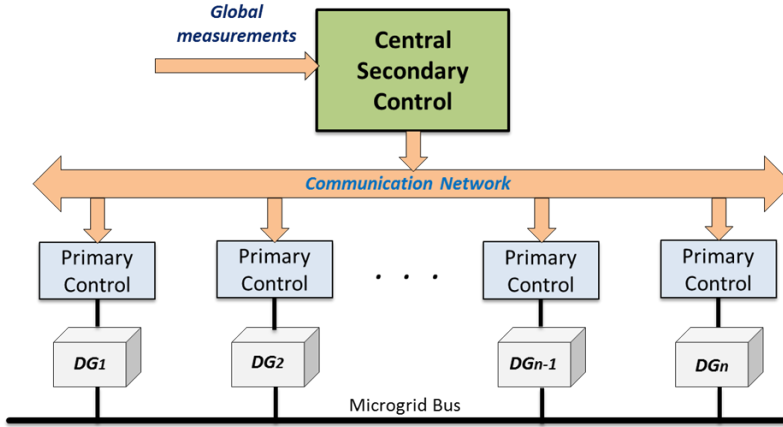 Global
measurements
Central
Secondary
Control
Communication Network
Primary
Control
Primary
Control
. . .
Primary
Control
Primary
Control
DG1
DG2
DGn-1
DGn
Microgrid Bus